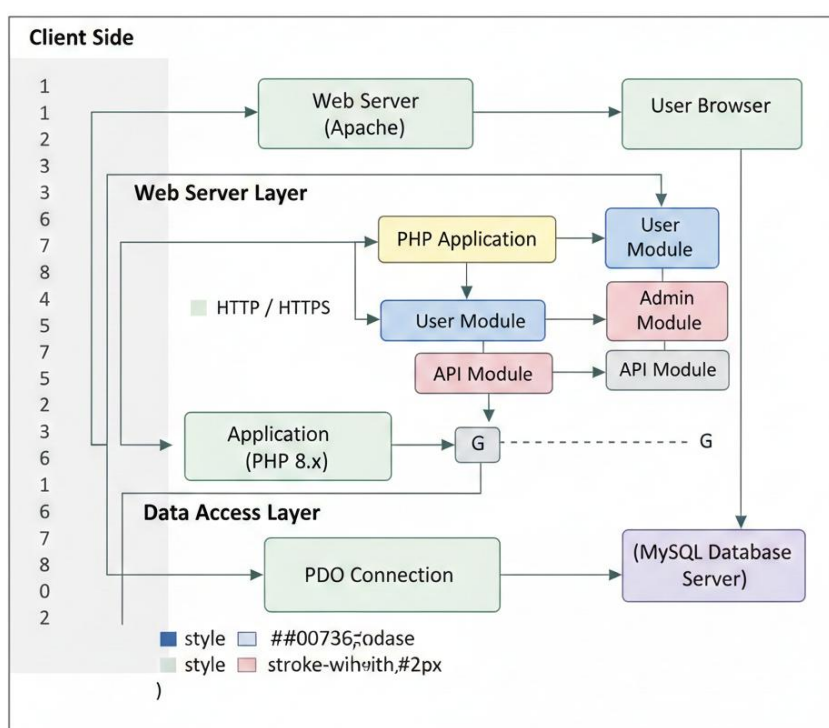 Client Side
1
1
2
3
3
6
7
8
4
5
7
5
2
3
6
1
6
7
8
0
2
Web Server
(Apache)
User Browser
Web Server Layer
PHP Application
User
Module
HTTP / HTTPS
User Module
Admin
Module
API Module
API Module
Application
(PHP 8.x)
G
G
Data Access Layer
PDO Connection
(MySQL Database
Server)
style
style
)